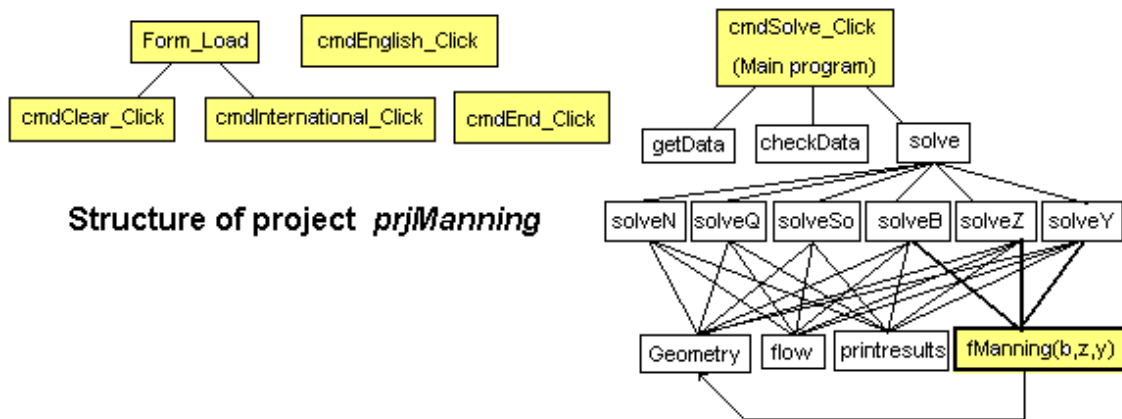 Form_Load
cmdEnglish_Click
cmdSolve_Click
(Main program)
cmdClear_Click
cmdInternational_Click
cmdEnd_Click
getData
checkData
solve
Structure of project prjManning
solveN
solveQ
solveSo
solveB
solveZ
solveY
Geometry
flow
printresults
fManning(b,z,y)